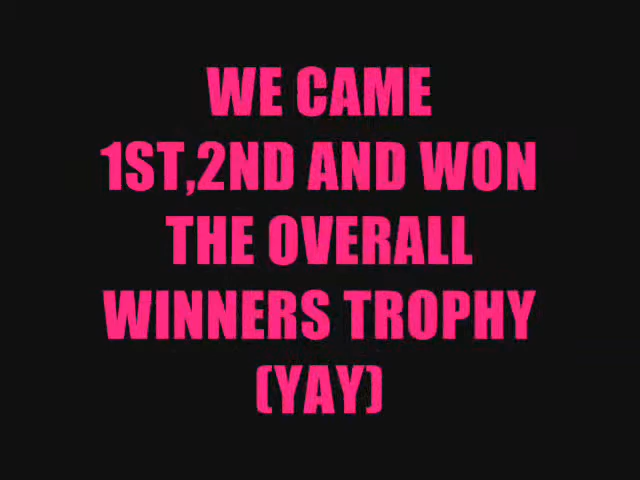 WE CAME
1ST,2ND AND WON
THE OVERALL
WINNERS TROPHY
(YAY)